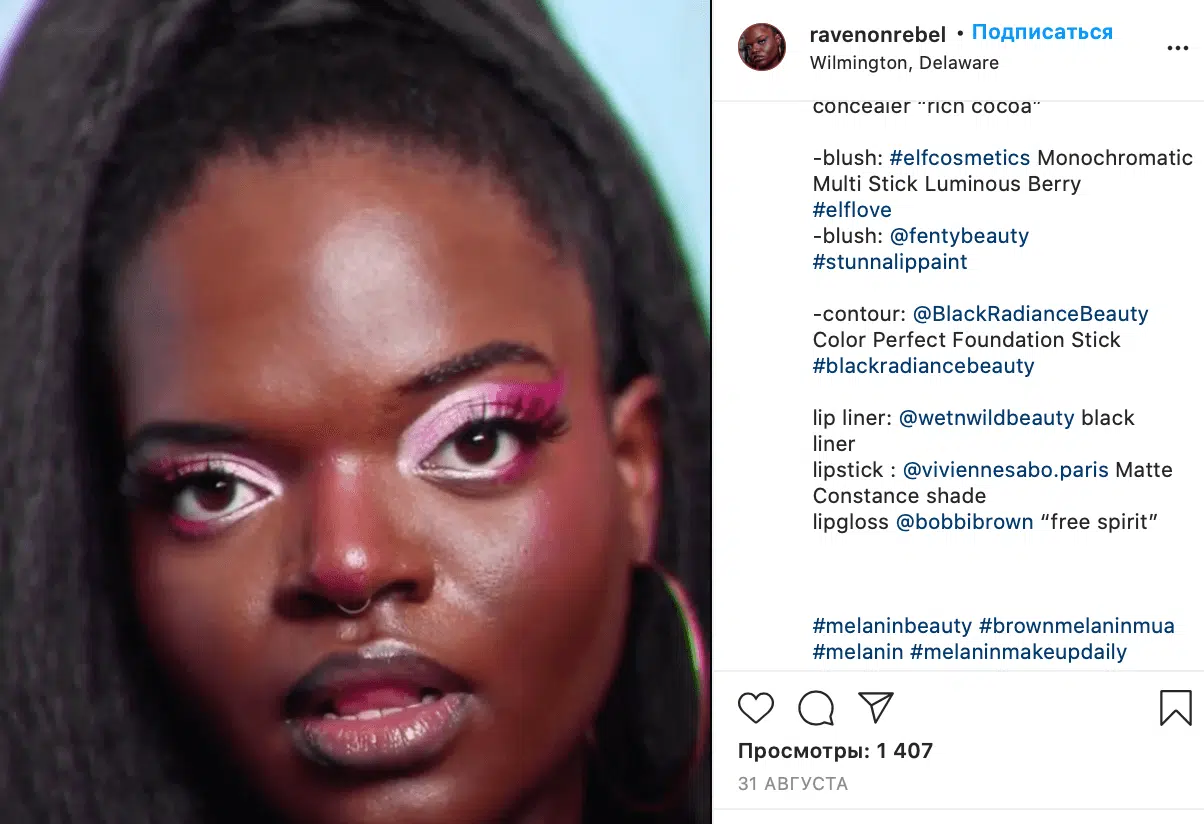 ravenonrebel • Подписаться
Wilmington, Delaware
concealer “rich cocoa”
-blush: #elfcosmetics Monochromatic
Multi Stick Luminous Berry
#elflove
-blush: @fentybeauty
#stunnalippaint
-contour: @BlackRadianceBeauty
Color Perfect Foundation Stick
#blackradiancebeauty
lip liner: @wetnwildbeauty black
liner
lipstick : @viviennesabo.paris Matte
Constance shade
lipgloss @bobbibrown “free spirit”
#melaninbeauty #brownmelaninmua
#melanin #melaninmakeupdaily
Просмотры: 1 407
31 АВГУСТА